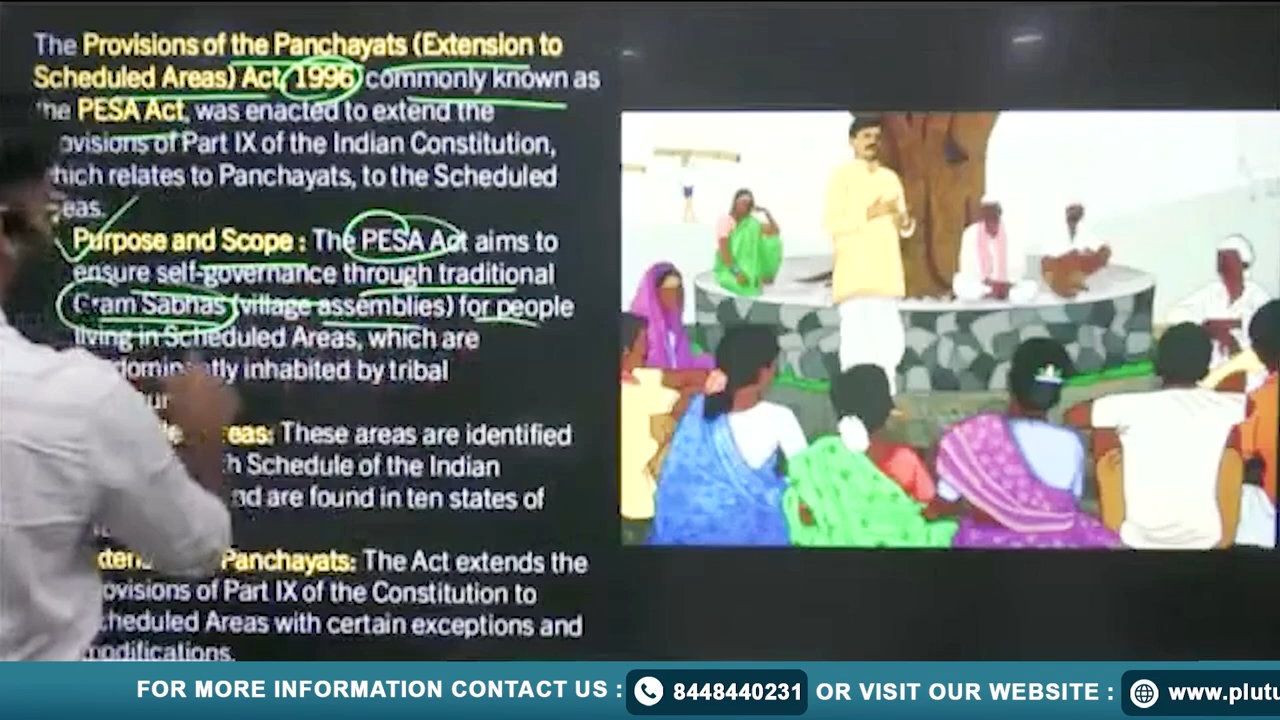 The Provisions of the Panchayats (Extension to
Scheduled Areas) Act, 1996 commonly known as
the PESA Act, was enacted to extend the
ovisions of Part IX of the Indian Constitution,
hich relates to Panchayats, to the Scheduled
eas.
Purpose and Scope : The PESA Act aims to
ensure self-governance through traditional
Gram Sabhas (village assemblies) for people
living in Scheduled Areas, which are
inhabited by tribal
eas: These areas are identified
h Schedule of the Indian
nd are found in ten states of
Panchayats: The Act extends the
ovisions of Part IX of the Constitution to
cheduled Areas with certain exceptions and
modifications.
FOR MORE INFORMATION CONTACT US : 8448440231 OR VISIT OUR WEBSITE : www.plutu